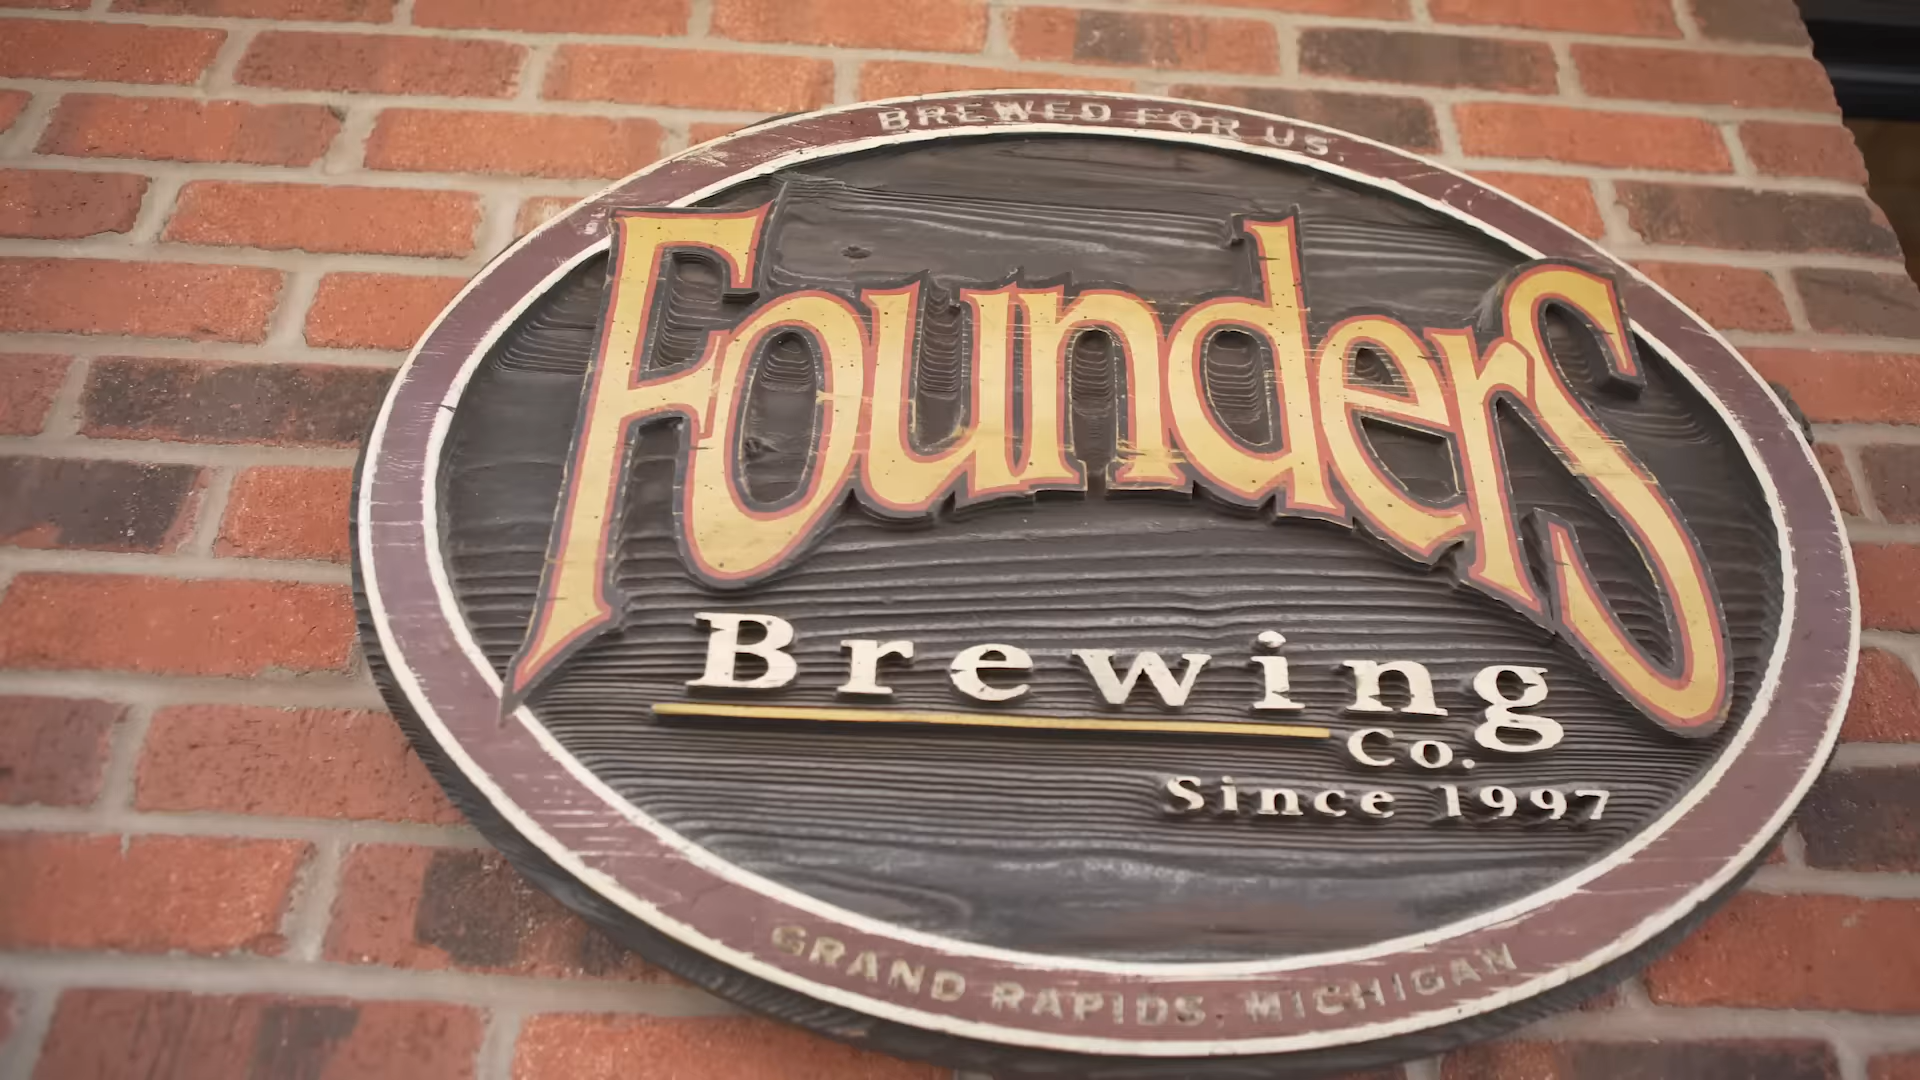 BREWED FOR US.
Founders
Brewing
Co.
Since 1997
GRAND RAPIDS, MICHIGAN